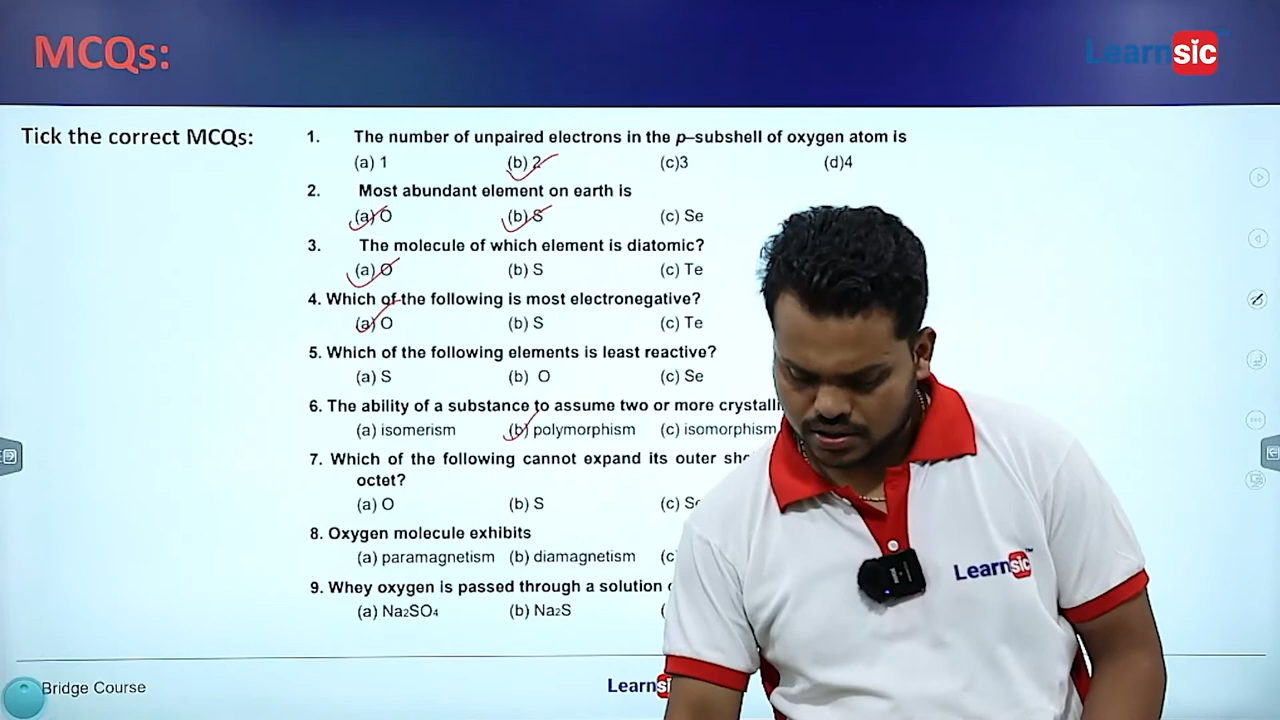 MCQs:
Learnsic
Tick the correct MCQs:
1. The number of unpaired electrons in the p–subshell of oxygen atom is
(a) 1 (b) 2 (c)3 (d)4
2. Most abundant element on earth is
(a) O (b) S (c) Se
3. The molecule of which element is diatomic?
(a) O (b) S (c) Te
4. Which of the following is most electronegative?
(a) O (b) S (c) Te
5. Which of the following elements is least reactive?
(a) S (b) O (c) Se
6. The ability of a substance to assume two or more
(a) isomerism (b) polymorphism (c) isomorphism
7. Which of the following cannot expand its outer
octet?
(a) O (b) S (c)
8. Oxygen molecule exhibits
(a) paramagnetism (b) diamagnetism
9. Whey oxygen is passed through a solution
(a) Na₂SO₄ (b) Na₂S
Learnsic
Bridge Course